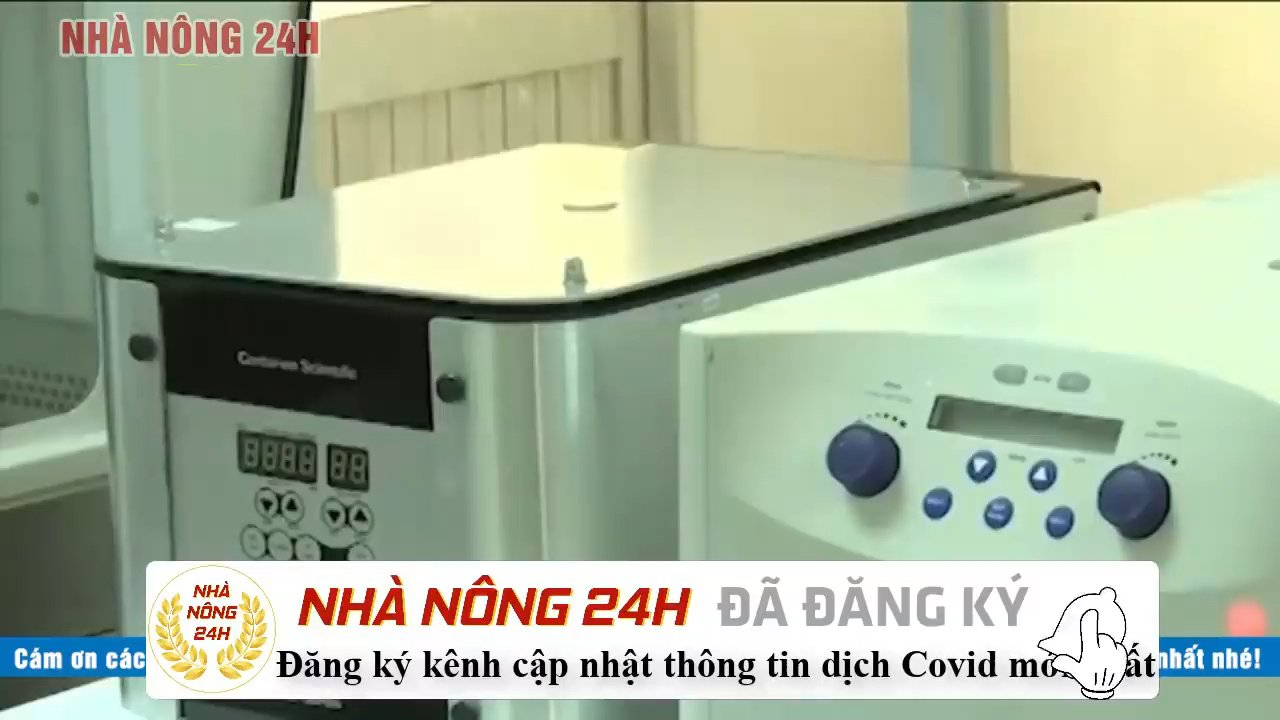 NHÀ NÔNG 24H
Centurion Scientific
NHÀ
NÔNG
24H
NHÀ NÔNG 24H ĐÃ ĐĂNG KÝ
Đăng ký kênh cập nhật thông tin dịch Covid
Cám ơn các
nhất nhé!